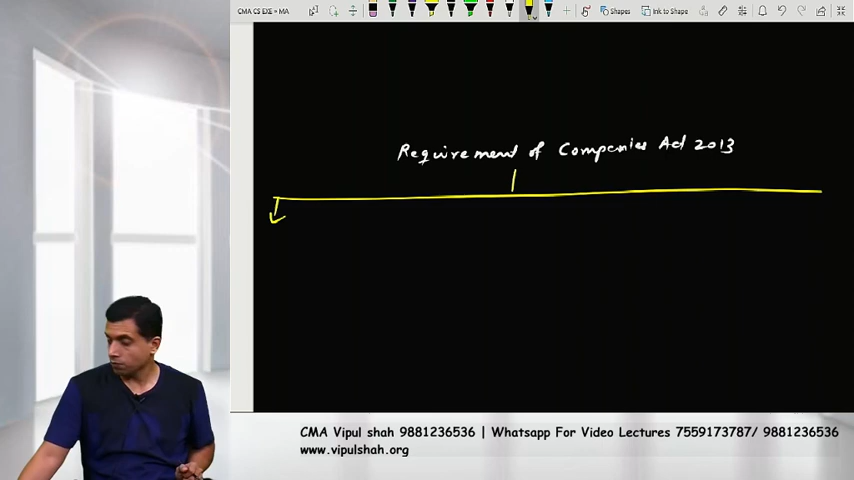 CMA CS EXE = MA
Shapes
Ink to Shape
Requirement of Companies Act 2013
CMA Vipul shah 9881236536 | Whatsapp For Video Lectures 7559173787/ 9881236536
www.vipulshah.org